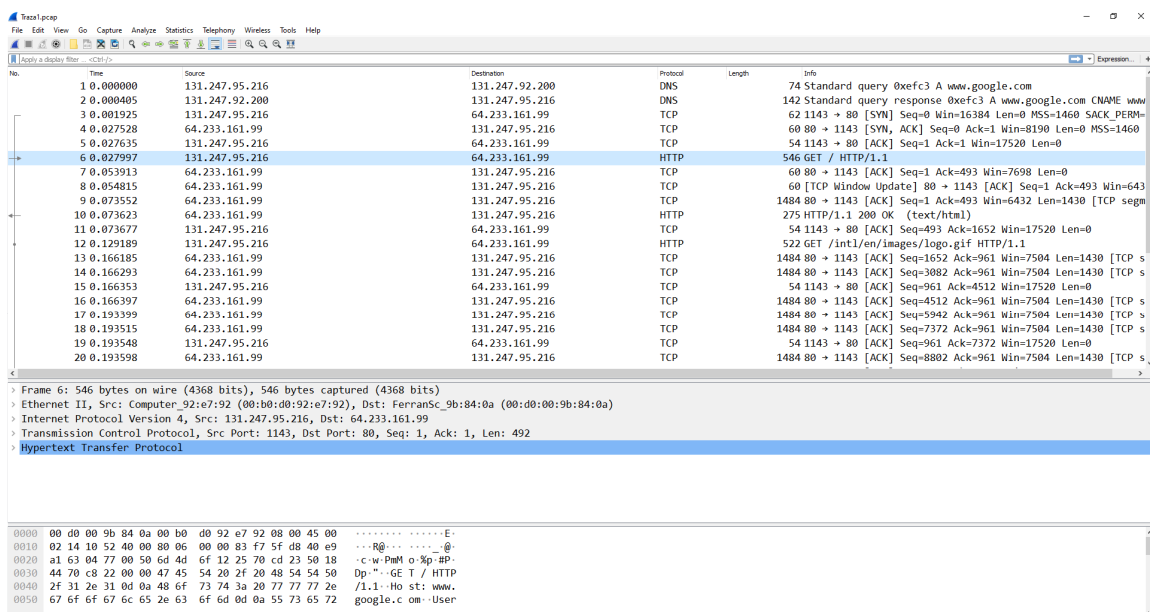 Traza1.pcap
File Edit View Go Capture Analyze Statistics Telephony Wireless Tools Help
Apply a display filter ... <Ctrl-/>
Expression...
No. Time Source Destination Protocol Length Info
1 0.000000 131.247.95.216 131.247.92.200 DNS 74 Standard query 0xefc3 A www.google.com
2 0.000405 131.247.92.200 131.247.95.216 DNS 142 Standard query response 0xefc3 A www.google.com CNAME www
3 0.001925 131.247.95.216 64.233.161.99 TCP 62 1143 → 80 [SYN] Seq=0 Win=16384 Len=0 MSS=1460 SACK_PERM=
4 0.027528 64.233.161.99 131.247.95.216 TCP 60 80 → 1143 [SYN, ACK] Seq=0 Ack=1 Win=8190 Len=0 MSS=1460
5 0.027635 131.247.95.216 64.233.161.99 TCP 54 1143 → 80 [ACK] Seq=1 Ack=1 Win=17520 Len=0
6 0.027997 131.247.95.216 64.233.161.99 HTTP 546 GET / HTTP/1.1
7 0.053913 64.233.161.99 131.247.95.216 TCP 60 80 → 1143 [ACK] Seq=1 Ack=493 Win=7698 Len=0
8 0.054815 64.233.161.99 131.247.95.216 TCP 60 [TCP Window Update] 80 → 1143 [ACK] Seq=1 Ack=493 Win=643
9 0.073552 64.233.161.99 131.247.95.216 TCP 1484 80 → 1143 [ACK] Seq=1 Ack=493 Win=6432 Len=1430 [TCP segm
10 0.073623 64.233.161.99 131.247.95.216 HTTP 275 HTTP/1.1 200 OK (text/html)
11 0.073677 131.247.95.216 64.233.161.99 TCP 54 1143 → 80 [ACK] Seq=493 Ack=1652 Win=17520 Len=0
12 0.129189 131.247.95.216 64.233.161.99 HTTP 522 GET /intl/en/images/logo.gif HTTP/1.1
13 0.166185 64.233.161.99 131.247.95.216 TCP 1484 80 → 1143 [ACK] Seq=1652 Ack=961 Win=7504 Len=1430 [TCP s
14 0.166293 64.233.161.99 131.247.95.216 TCP 1484 80 → 1143 [ACK] Seq=3082 Ack=961 Win=7504 Len=1430 [TCP s
15 0.166353 131.247.95.216 64.233.161.99 TCP 54 1143 → 80 [ACK] Seq=961 Ack=4512 Win=17520 Len=0
16 0.166397 64.233.161.99 131.247.95.216 TCP 1484 80 → 1143 [ACK] Seq=4512 Ack=961 Win=7504 Len=1430 [TCP s
17 0.193399 64.233.161.99 131.247.95.216 TCP 1484 80 → 1143 [ACK] Seq=5942 Ack=961 Win=7504 Len=1430 [TCP s
18 0.193515 64.233.161.99 131.247.95.216 TCP 1484 80 → 1143 [ACK] Seq=7372 Ack=961 Win=7504 Len=1430 [TCP s
19 0.193548 131.247.95.216 64.233.161.99 TCP 54 1143 → 80 [ACK] Seq=961 Ack=7372 Win=17520 Len=0
20 0.193598 64.233.161.99 131.247.95.216 TCP 1484 80 → 1143 [ACK] Seq=8802 Ack=961 Win=7504 Len=1430 [TCP s
Frame 6: 546 bytes on wire (4368 bits), 546 bytes captured (4368 bits)
Ethernet II, Src: Computer_92:e7:92 (00:b0:d0:92:e7:92), Dst: FerranSc_9b:84:0a (00:d0:00:9b:84:0a)
Internet Protocol Version 4, Src: 131.247.95.216, Dst: 64.233.161.99
Transmission Control Protocol, Src Port: 1143, Dst Port: 80, Seq: 1, Ack: 1, Len: 492
Hypertext Transfer Protocol
0000 00 d0 00 9b 84 0a 00 b0 d0 92 e7 92 08 00 45 00 ········ ······E·
0010 02 14 10 52 40 00 80 06 00 00 83 f7 5f d8 40 e9 ···R@··· ····_·@·
0020 a1 63 04 77 00 50 6d 4d 6f 12 25 70 cd 23 50 18 ·c·w·PmM o·%p·#P·
0030 44 70 c8 22 00 00 47 45 54 20 2f 20 48 54 54 50 Dp·"··GE T / HTTP
0040 2f 31 2e 31 0d 0a 48 6f 73 74 3a 20 77 77 77 2e /1.1··Ho st: www.
0050 67 6f 6f 67 6c 65 2e 63 6f 6d 0d 0a 55 73 65 72 google.c om··User